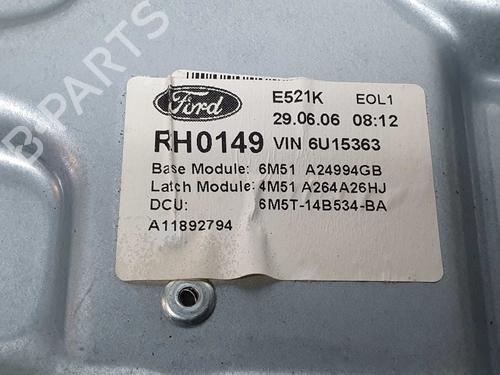 B-PARTS
Ford E521K EOL1
29.06.06 08:12
RH0149 VIN 6U15363
Base Module: 6M51 A24994GB
Latch Module: 4M51 A264A26HJ
DCU: 6M5T-14B534-BA
A11892794